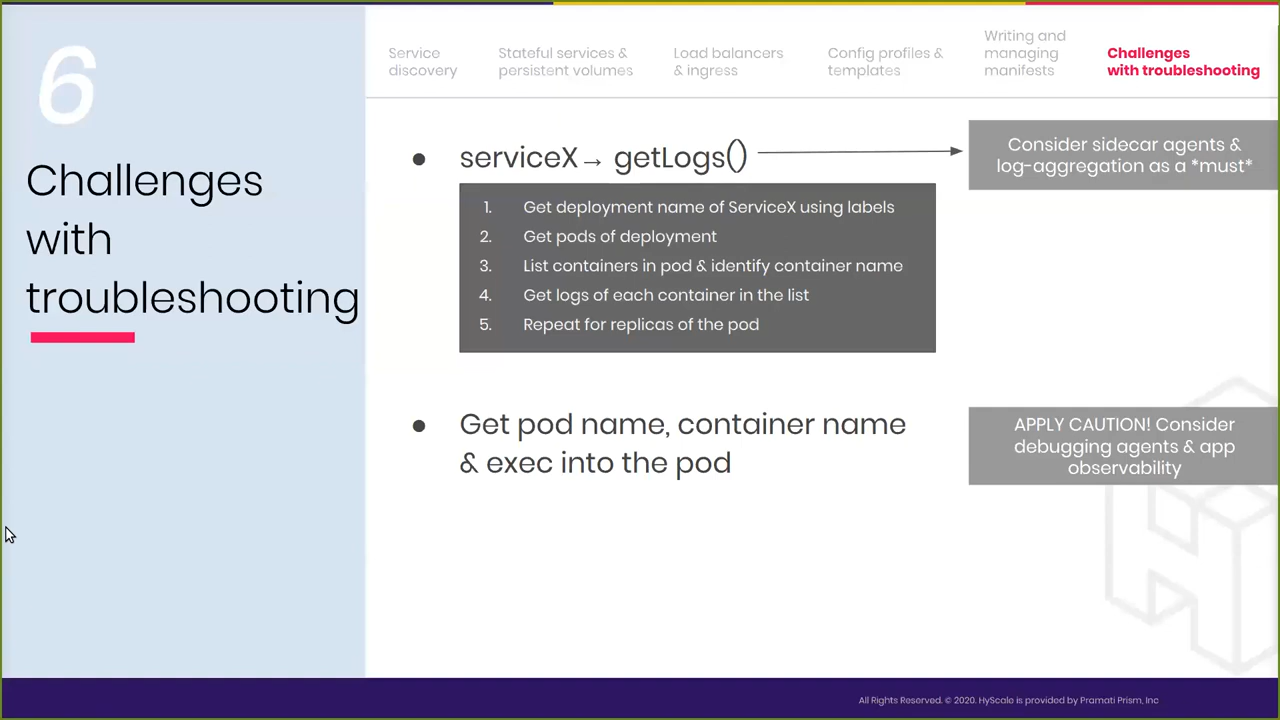 6
Challenges
with
troubleshooting
Service
discovery
Stateful services &
persistent volumes
Load balancers
& ingress
Config profiles &
templates
Writing and
managing
manifests
Challenges
with troubleshooting
● serviceX→ getLogs()
Consider sidecar agents &
log-aggregation as a *must*
1. Get deployment name of ServiceX using labels
2. Get pods of deployment
3. List containers in pod & identify container name
4. Get logs of each container in the list
5. Repeat for replicas of the pod
● Get pod name, container name
& exec into the pod
APPLY CAUTION! Consider
debugging agents & app
observability
All Rights Reserved. © 2020. HyScale is provided by Pramati Prism, Inc